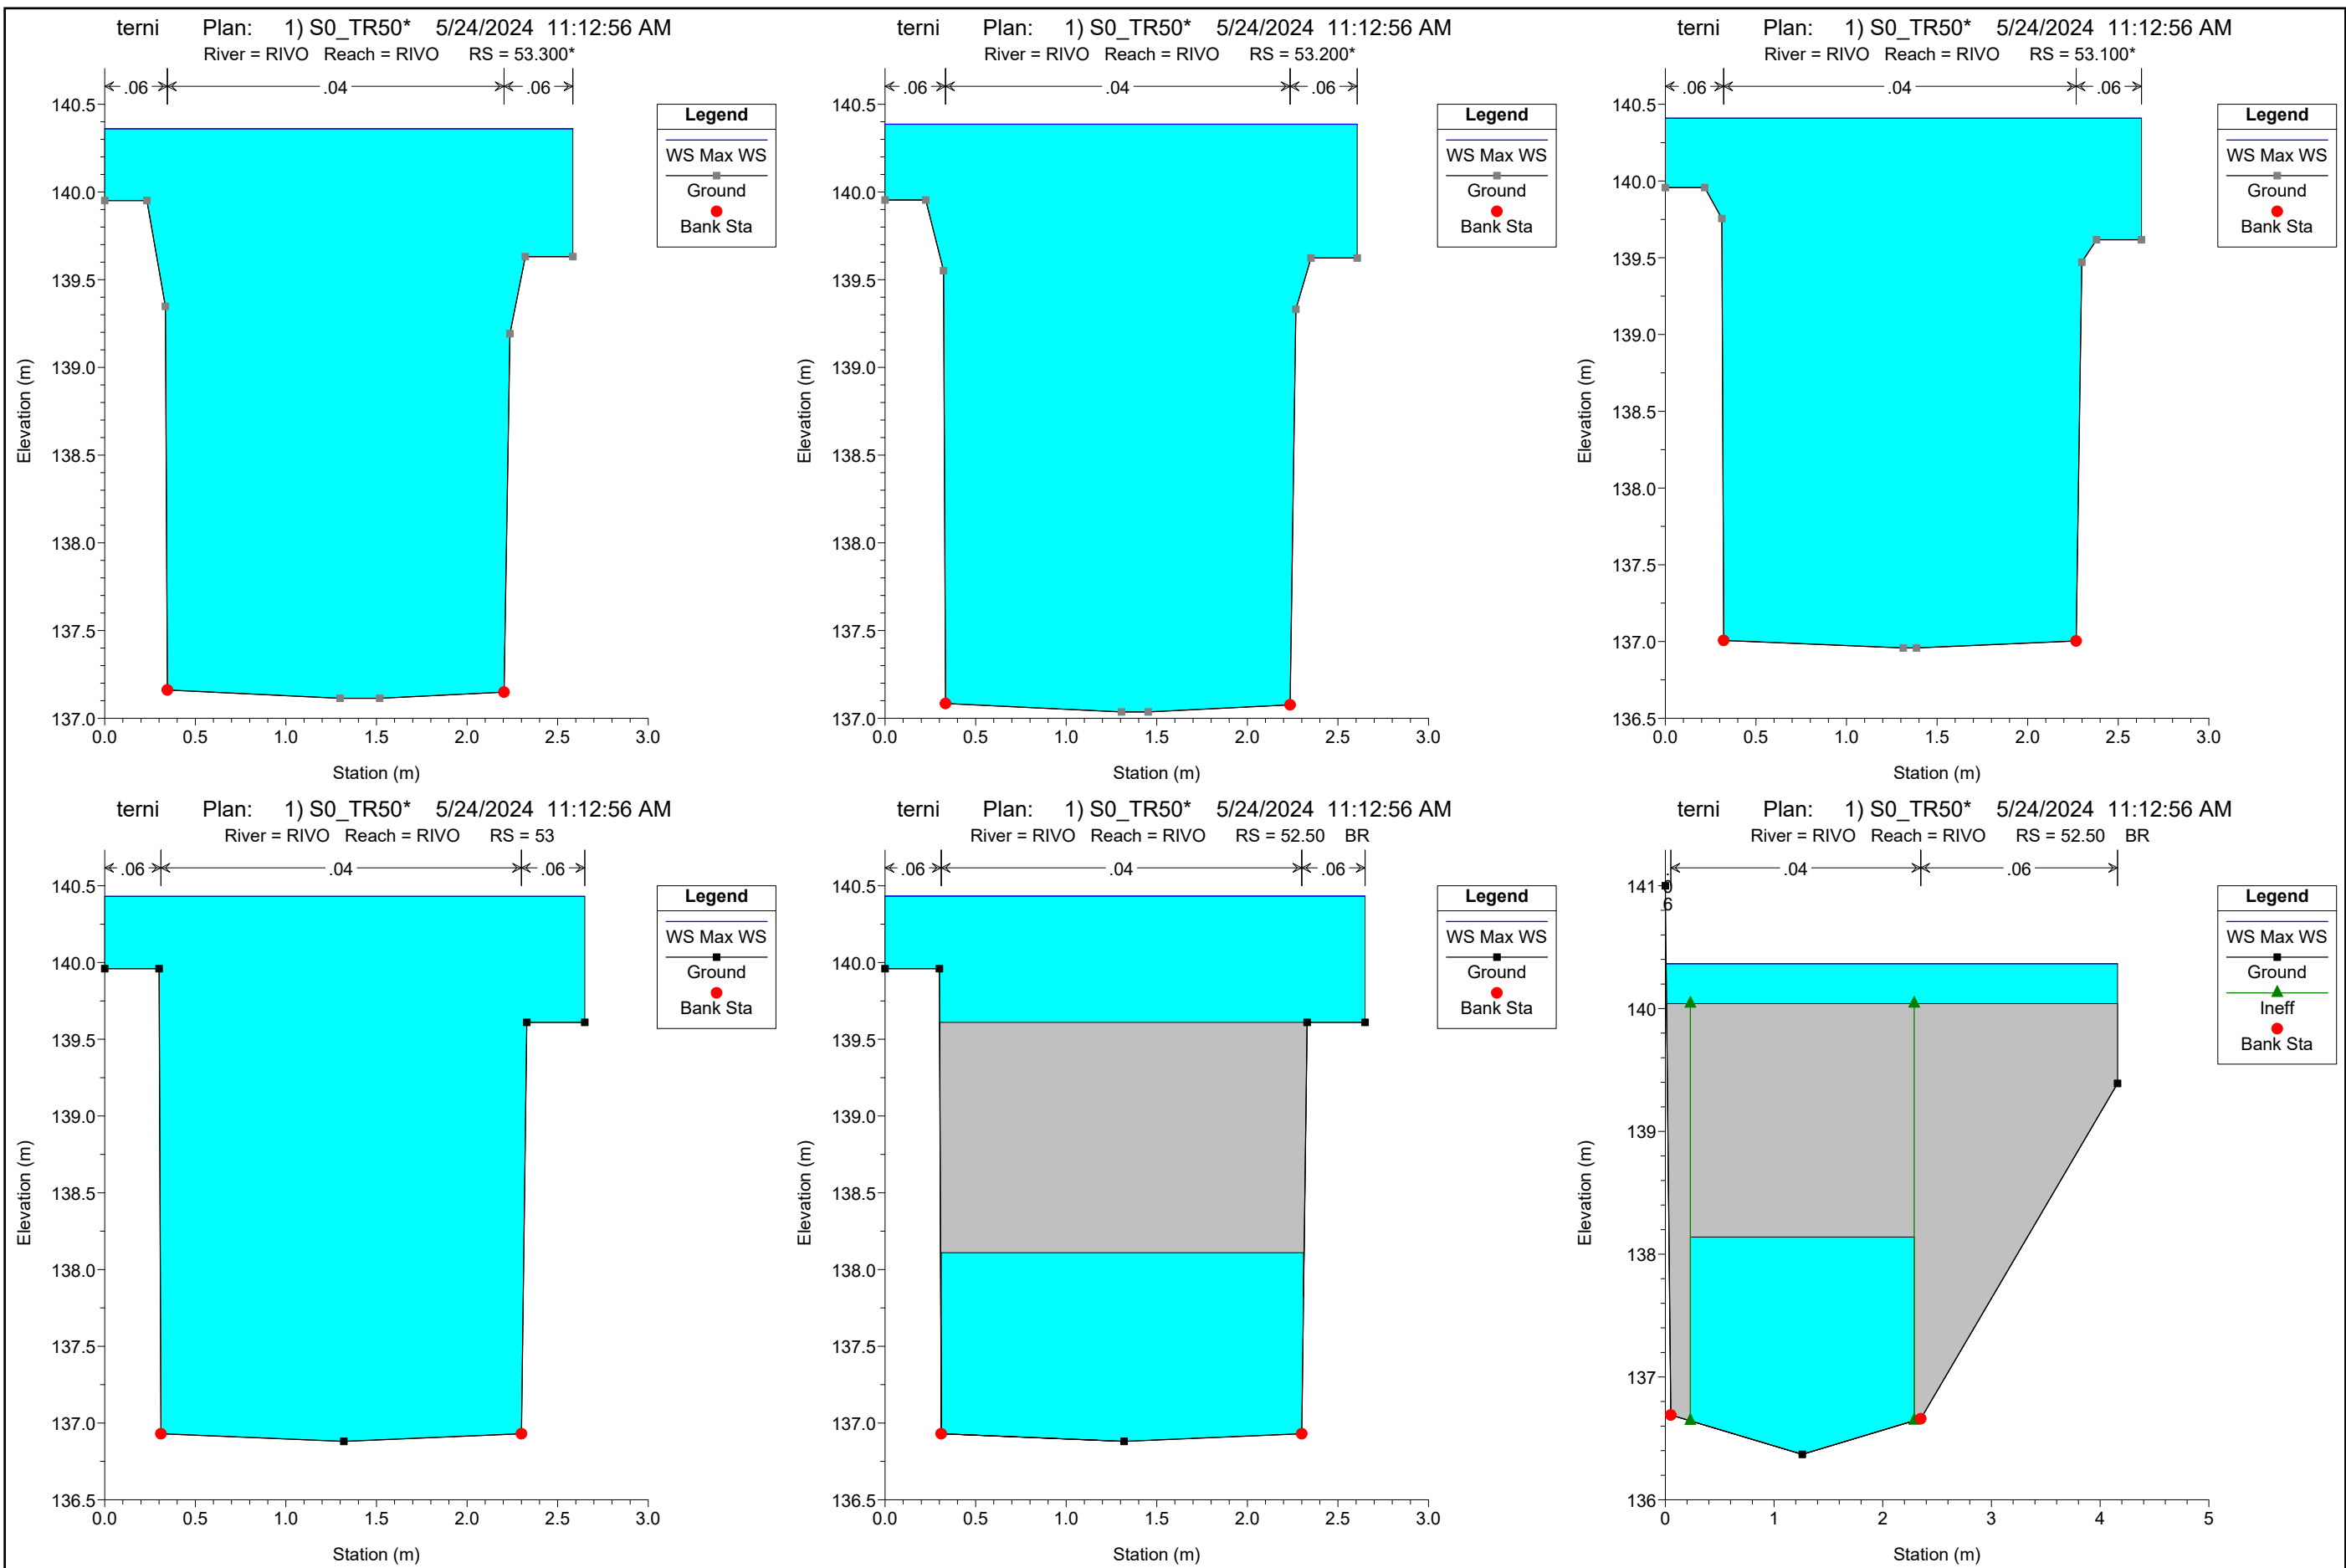 terni Plan: 1) S0_TR50* 5/24/2024 11:12:56 AM
River = RIVO Reach = RIVO RS = 53.300*
.06 .04 .06
140.5
140.0
139.5
139.0
138.5
138.0
137.5
137.0
Elevation (m)
0.0 0.5 1.0 1.5 2.0 2.5 3.0
Station (m)
Legend
WS Max WS
Ground
Bank Sta
terni Plan: 1) S0_TR50* 5/24/2024 11:12:56 AM
River = RIVO Reach = RIVO RS = 53.200*
.06 .04 .06
140.5
140.0
139.5
139.0
138.5
138.0
137.5
137.0
Elevation (m)
0.0 0.5 1.0 1.5 2.0 2.5 3.0
Station (m)
Legend
WS Max WS
Ground
Bank Sta
terni Plan: 1) S0_TR50* 5/24/2024 11:12:56 AM
River = RIVO Reach = RIVO RS = 53.100*
.06 .04 .06
140.5
140.0
139.5
139.0
138.5
138.0
137.5
137.0
136.5
Elevation (m)
0.0 0.5 1.0 1.5 2.0 2.5 3.0
Station (m)
Legend
WS Max WS
Ground
Bank Sta
terni Plan: 1) S0_TR50* 5/24/2024 11:12:56 AM
River = RIVO Reach = RIVO RS = 53
.06 .04 .06
140.5
140.0
139.5
139.0
138.5
138.0
137.5
137.0
136.5
Elevation (m)
0.0 0.5 1.0 1.5 2.0 2.5 3.0
Station (m)
Legend
WS Max WS
Ground
Bank Sta
terni Plan: 1) S0_TR50* 5/24/2024 11:12:56 AM
River = RIVO Reach = RIVO RS = 52.50 BR
.06 .04 .06
140.5
140.0
139.5
139.0
138.5
138.0
137.5
137.0
136.5
Elevation (m)
0.0 0.5 1.0 1.5 2.0 2.5 3.0
Station (m)
Legend
WS Max WS
Ground
Bank Sta
terni Plan: 1) S0_TR50* 5/24/2024 11:12:56 AM
River = RIVO Reach = RIVO RS = 52.50 BR
.04 .06
141
6
140
139
138
137
136
Elevation (m)
0 1 2 3 4 5
Station (m)
Legend
WS Max WS
Ground
Ineff
Bank Sta